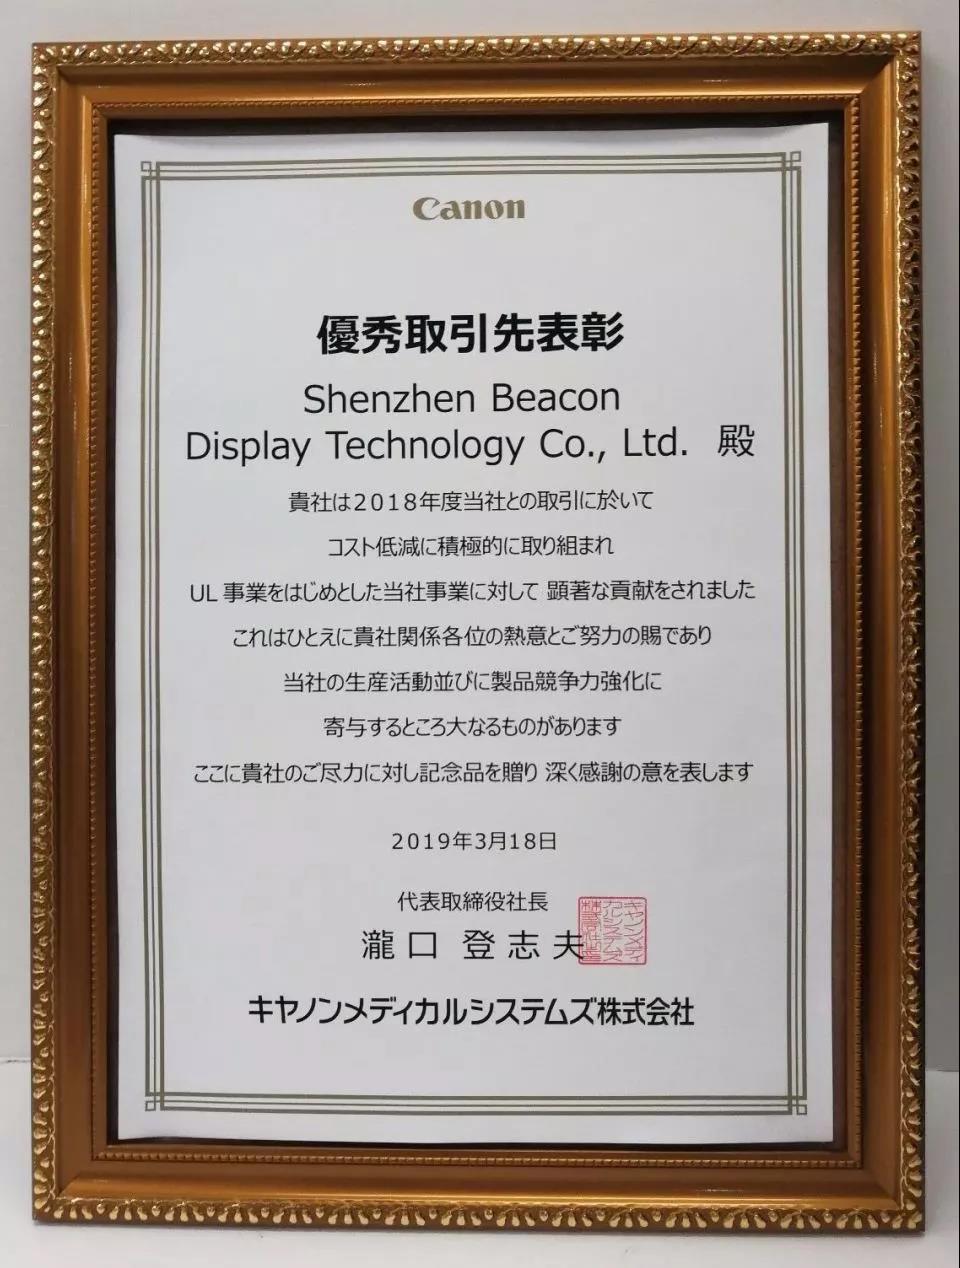 Canon
優秀取引先表彰
Shenzhen Beacon
Display Technology Co., Ltd. 殿
貴社は2018年度当社との取引に於いて
コスト低減に積極的に取り組まれ
UL 事業をはじめとした当社事業に対して 顕著な貢献をされました
これはひとえに貴社関係各位の熱意とご努力の賜であり
当社の生産活動並びに製品競争力強化に
寄与するところ大なるものがあります
ここに貴社のご尽力に対し記念品を贈り 深く感謝の意を表します
2019年3月18日
代表取締役社長
瀧口 登志夫
キヤノンメディカルシステムズ株式会社